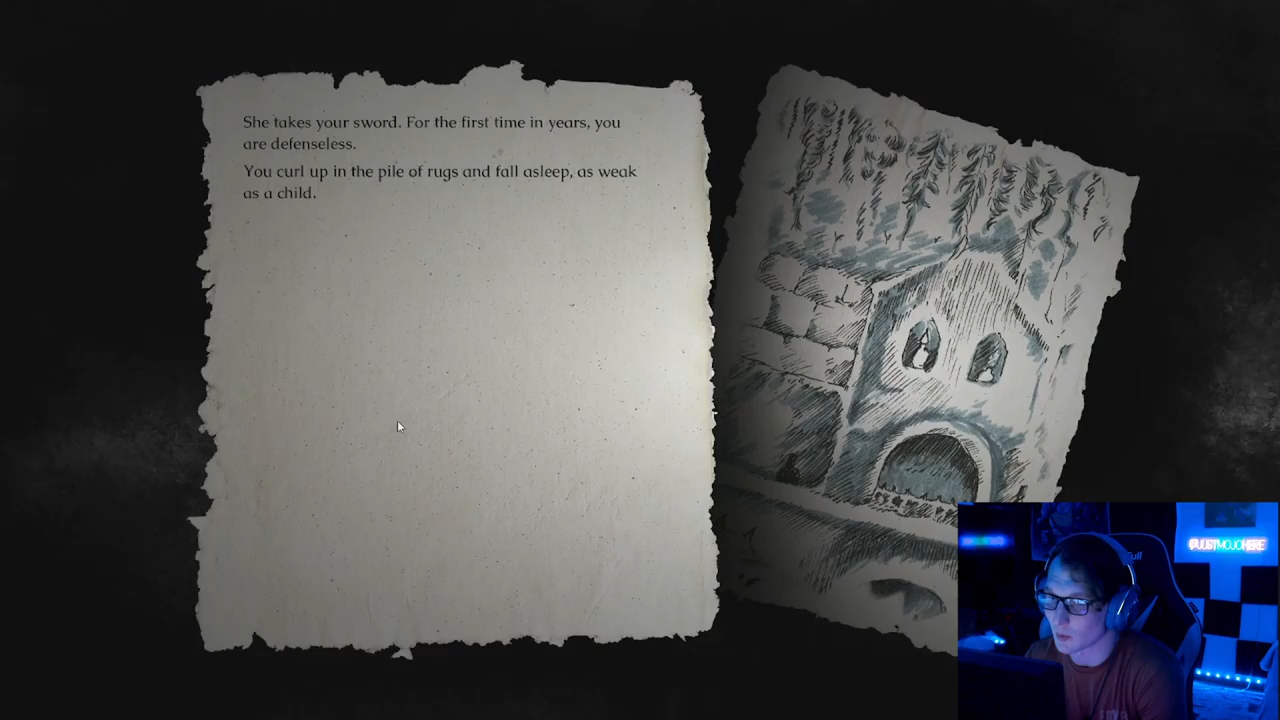 She takes your sword. For the first time in years, you
are defenseless.
You curl up in the pile of rugs and fall asleep, as weak
as a child.
@JUSTMOJOHERE